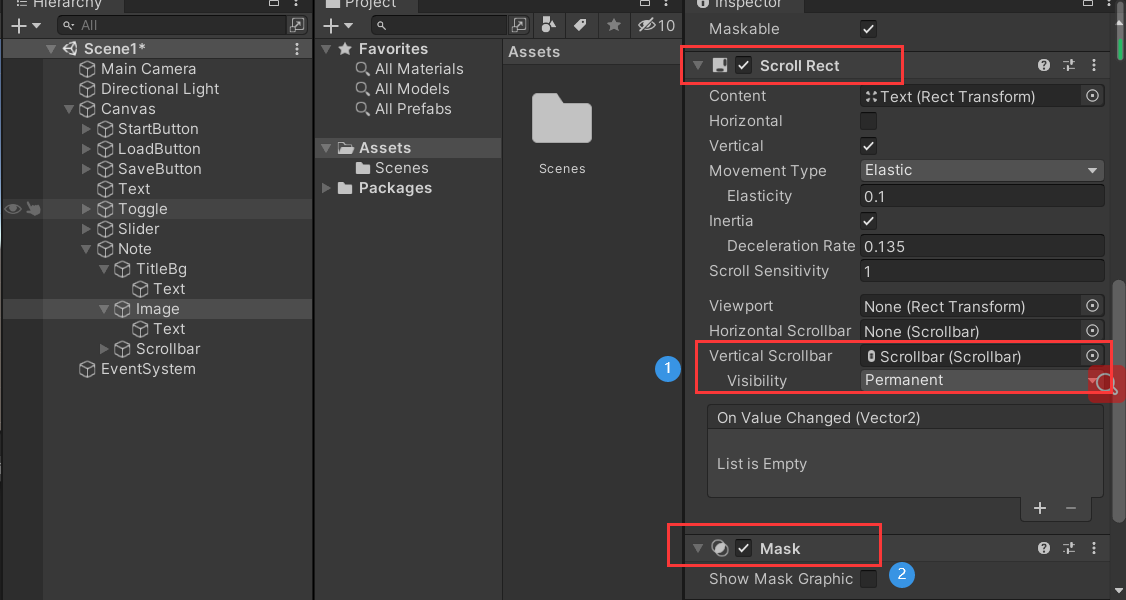 Hierarchy
All
Scene1*
Main Camera
Directional Light
Canvas
StartButton
LoadButton
SaveButton
Text
Toggle
Slider
Note
TitleBg
Text
Image
Text
Scrollbar
EventSystem
Project
10
Favorites
All Materials
All Models
All Prefabs
Assets
Scenes
Packages
Assets
Scenes
Inspector
Maskable
Scroll Rect
Content Text (Rect Transform)
Horizontal
Vertical
Movement Type Elastic
Elasticity 0.1
Inertia
Deceleration Rate 0.135
Scroll Sensitivity 1
Viewport None (Rect Transform)
Horizontal Scrollbar None (Scrollbar)
Vertical Scrollbar Scrollbar (Scrollbar)
1
Visibility Permanent
On Value Changed (Vector2)
List is Empty
Mask
Show Mask Graphic
2